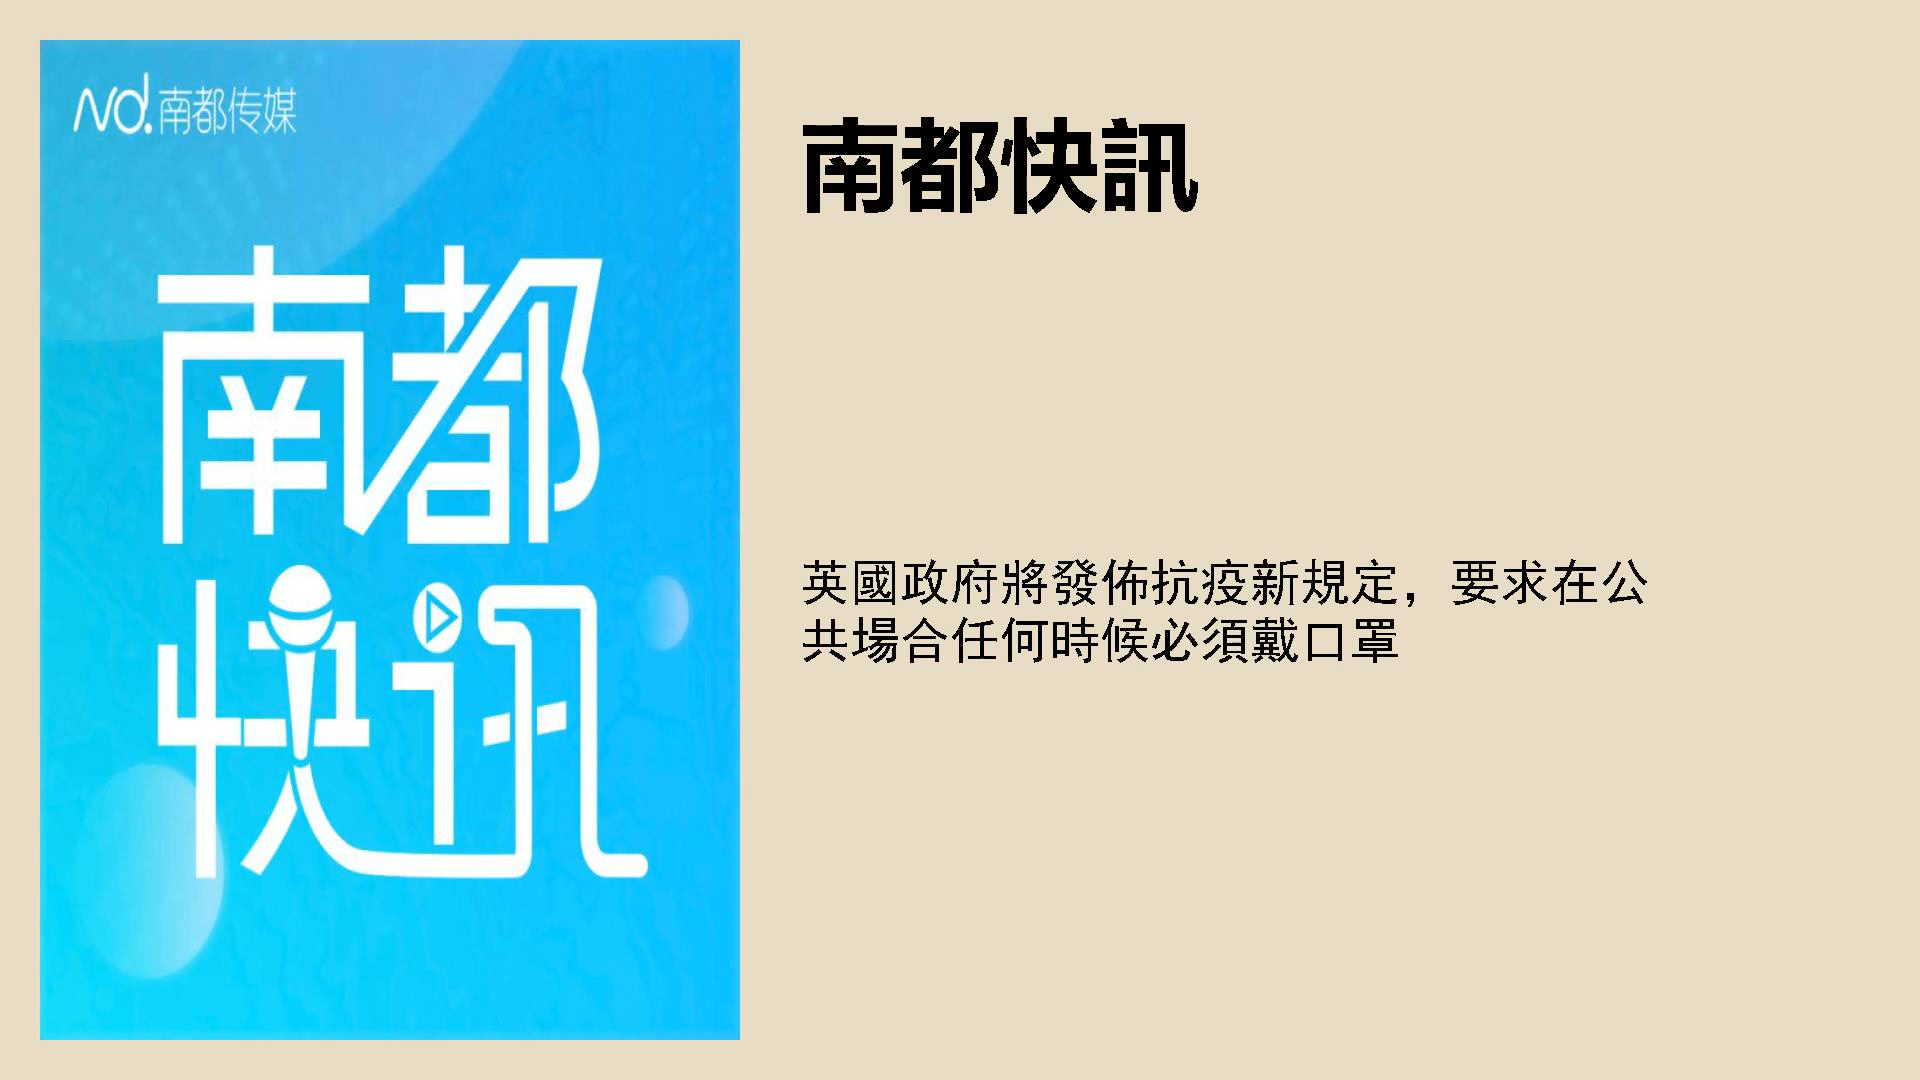 Nd.南都传媒
南都快讯
南都快訊
英國政府將發佈抗疫新規定，要求在公
共場合任何時候必須戴口罩